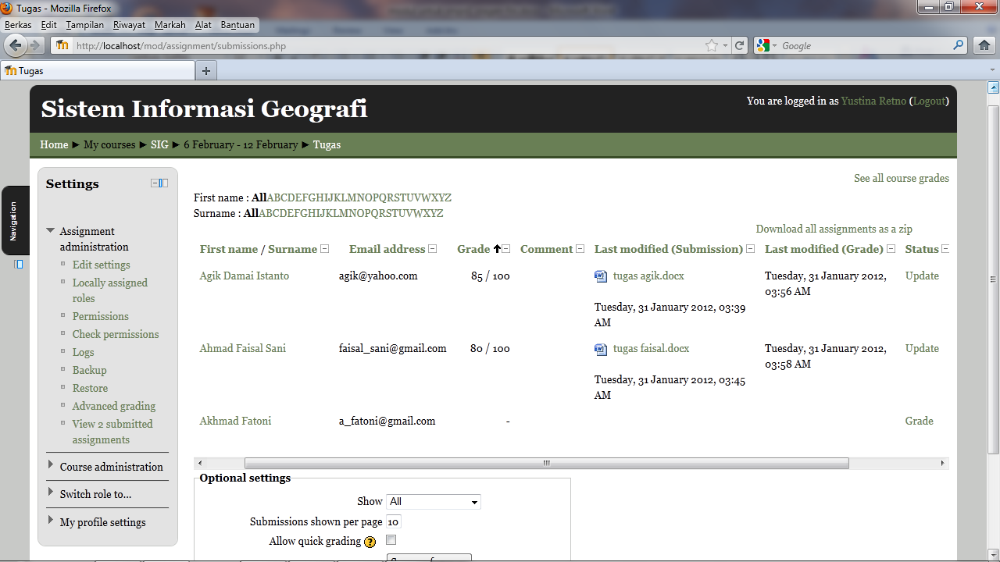 Tugas - Mozilla Firefox
Berkas Edit Tampilan Riwayat Markah Alat Bantuan
http://localhost/mod/assignment/submissions.php
Google
Tugas
Sistem Informasi Geografi
You are logged in as Yustina Retno (Logout)
Home ► My courses ► SIG ► 6 February - 12 February ► Tugas
Navigation
Settings
Assignment
administration
Edit settings
Locally assigned
roles
Permissions
Check permissions
Logs
Backup
Restore
Advanced grading
View 2 submitted
assignments
Course administration
Switch role to...
My profile settings
See all course grades
First name : AllABCDEFGHIJKLMNOPQRSTUVWXYZ
Surname : AllABCDEFGHIJKLMNOPQRSTUVWXYZ
Download all assignments as a zip
First name / Surname Email address Grade Comment Last modified (Submission) Last modified (Grade) Status
Agik Damai Istanto agik@yahoo.com 85 / 100 tugas agik.docx Tuesday, 31 January 2012, Update
03:56 AM
Tuesday, 31 January 2012, 03:39
AM
Ahmad Faisal Sani faisal_sani@gmail.com 80 / 100 tugas faisal.docx Tuesday, 31 January 2012, Update
03:58 AM
Tuesday, 31 January 2012, 03:45
AM
Akhmad Fatoni a_fatoni@gmail.com - Grade
Optional settings
Show All
Submissions shown per page 10
Allow quick grading